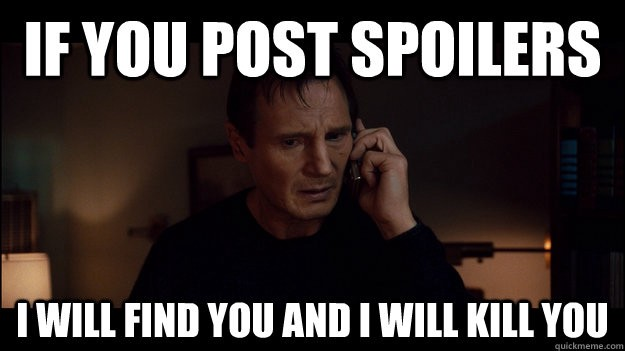 IF YOU POST SPOILERS
I WILL FIND YOU AND I WILL KILL YOU
quickmeme.com